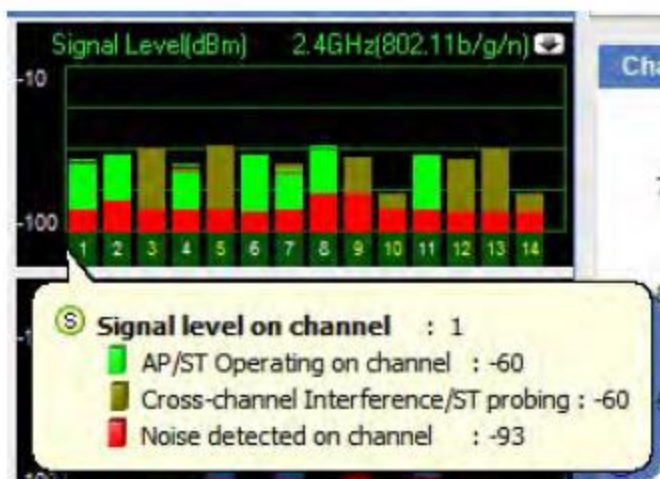 Signal Level(dBm) 2.4GHz(802.11b/g/n)
Cha
-10
-100
1 2 3 4 5 6 7 8 9 10 11 12 13 14
S Signal level on channel : 1
AP/ST Operating on channel : -60
Cross-channel Interference/ST probing : -60
Noise detected on channel : -93